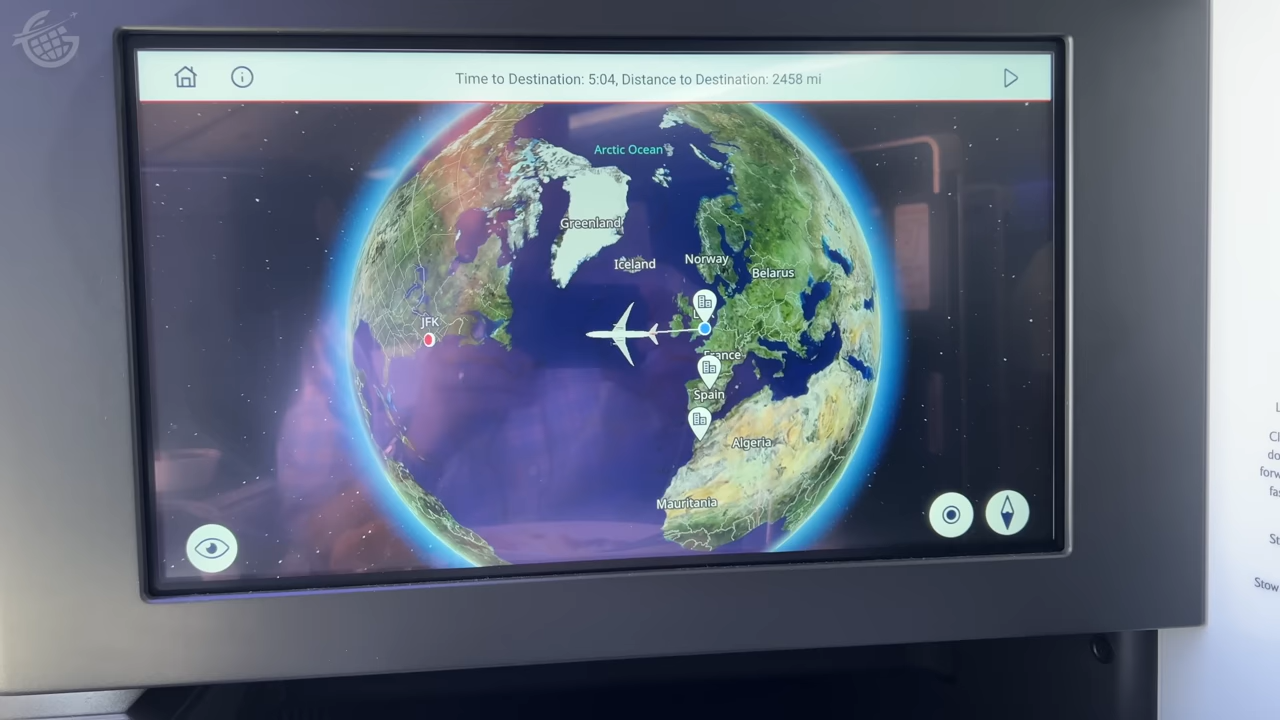 Time to Destination: 5:04, Distance to Destination: 2458 mi
Arctic Ocean
Greenland
Iceland
Norway
Belarus
JFK
France
Spain
Algeria
Mauritania
Stow